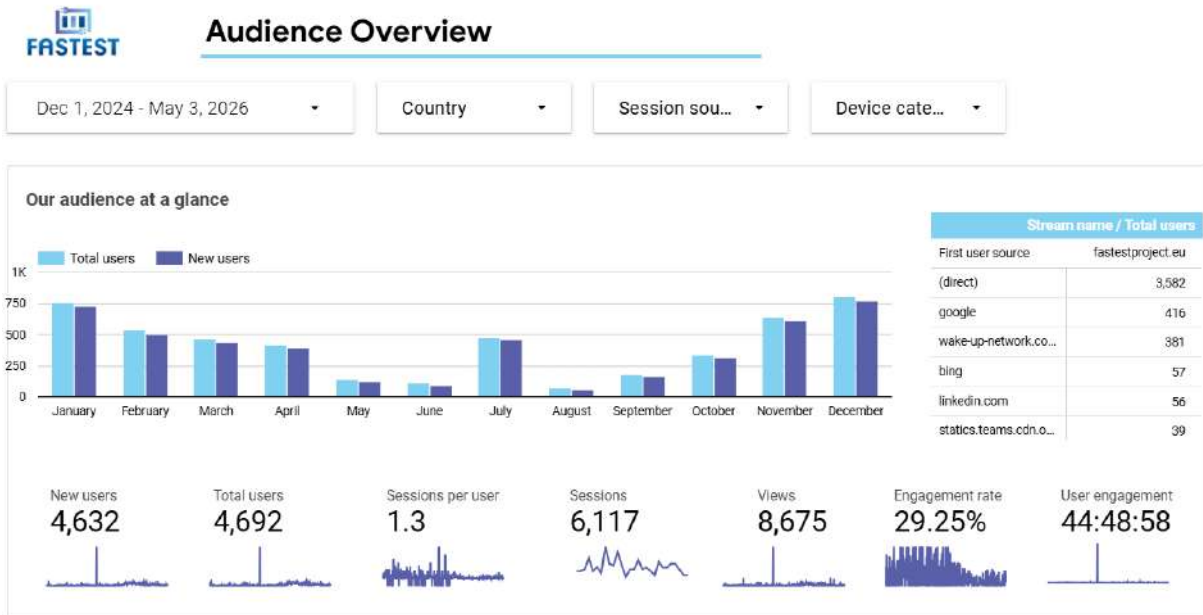 FASTEST
Audience Overview
Dec 1, 2024 - May 3, 2026
Country
Session sou...
Device cate...
Our audience at a glance
Total users
New users
1K
750
500
250
0
January February March April May June July August September October November December
Stream name / Total users
First user source fastestproject.eu
(direct) 3,582
google 416
wake-up-network.co... 381
bing 57
linkedin.com 56
statics.teams.cdn.o... 39
New users Total users Sessions per user Sessions Views Engagement rate User engagement
4,632 4,692 1.3 6,117 8,675 29.25% 44:48:58